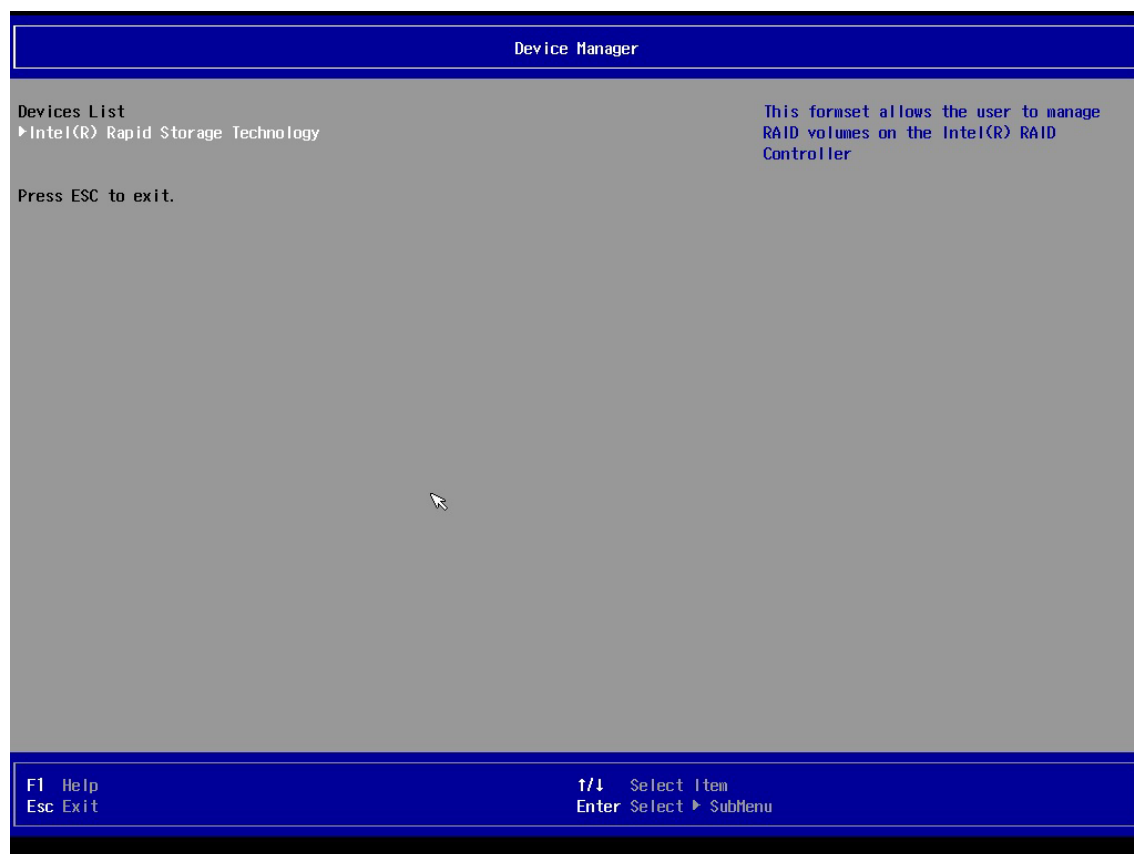 Device Manager
Devices List
▶Intel(R) Rapid Storage Technology
Press ESC to exit.
This formset allows the user to manage
RAID volumes on the Intel(R) RAID
Controller
F1 Help
Esc Exit
↑/↓ Select Item
Enter Select ▶ SubMenu